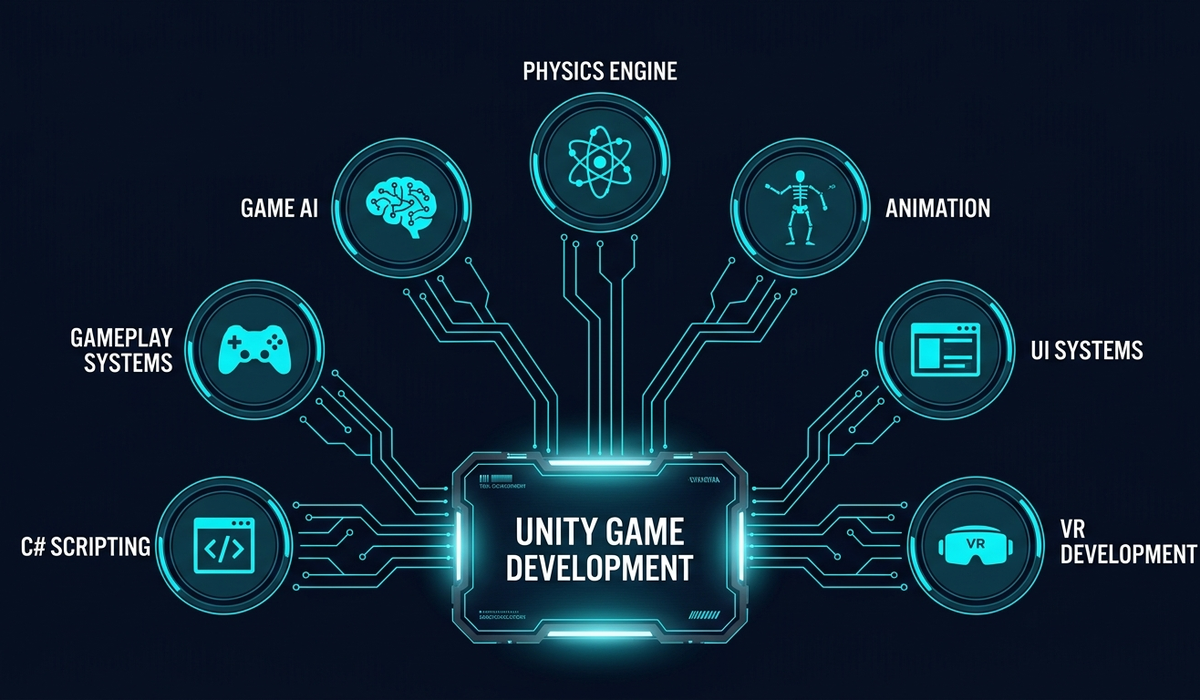 PHYSICS ENGINE
GAME AI
ANIMATION
GAMEPLAY
SYSTEMS
UI SYSTEMS
C# SCRIPTING
</>
UNITY GAME
DEVELOPMENT
VR
VR
DEVELOPMENT